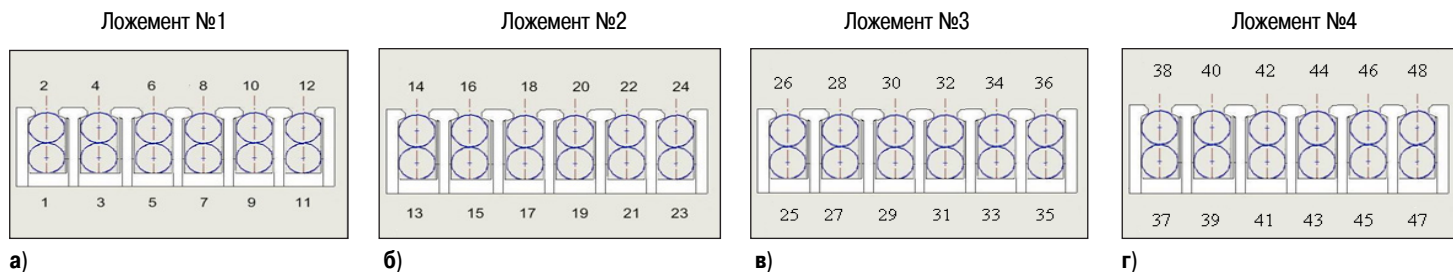 Ложемент №1 Ложемент №2 Ложемент №3 Ложемент №4
2 4 6 8 10 12 14 16 18 20 22 24 26 28 30 32 34 36 38 40 42 44 46 48
1 3 5 7 9 11 13 15 17 19 21 23 25 27 29 31 33 35 37 39 41 43 45 47
а) б) в) г)